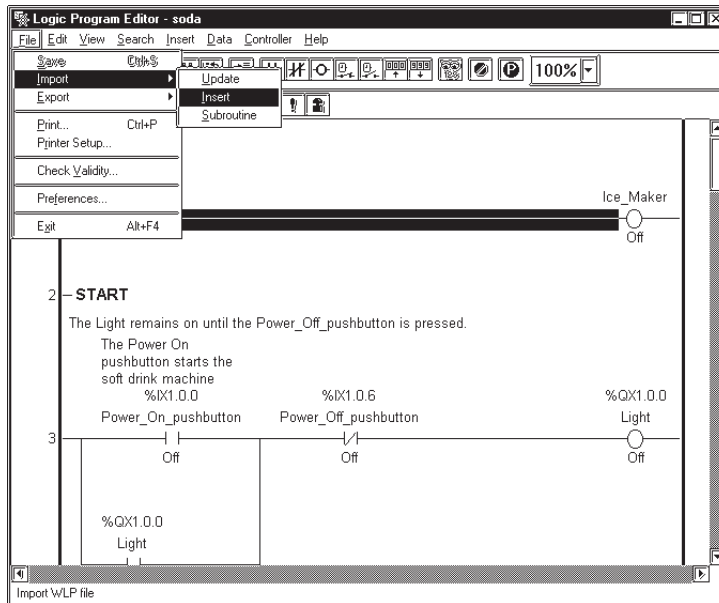 Logic Program Editor - soda
File Edit View Search Insert Data Controller Help
Save Ctrl+S
Import
Export
Print... Ctrl+P
Printer Setup...
Check Validity...
Preferences...
Exit Alt+F4
Update
Insert
Subroutine
100%
Ice_Maker
Off
2 START
The Light remains on until the Power_Off_pushbutton is pressed.
The Power On
pushbutton starts the
soft drink machine
%IX1.0.0 %IX1.0.6 %QX1.0.0
Power_On_pushbutton Power_Off_pushbutton Light
3
Off Off Off
%QX1.0.0
Light
Import WLP file